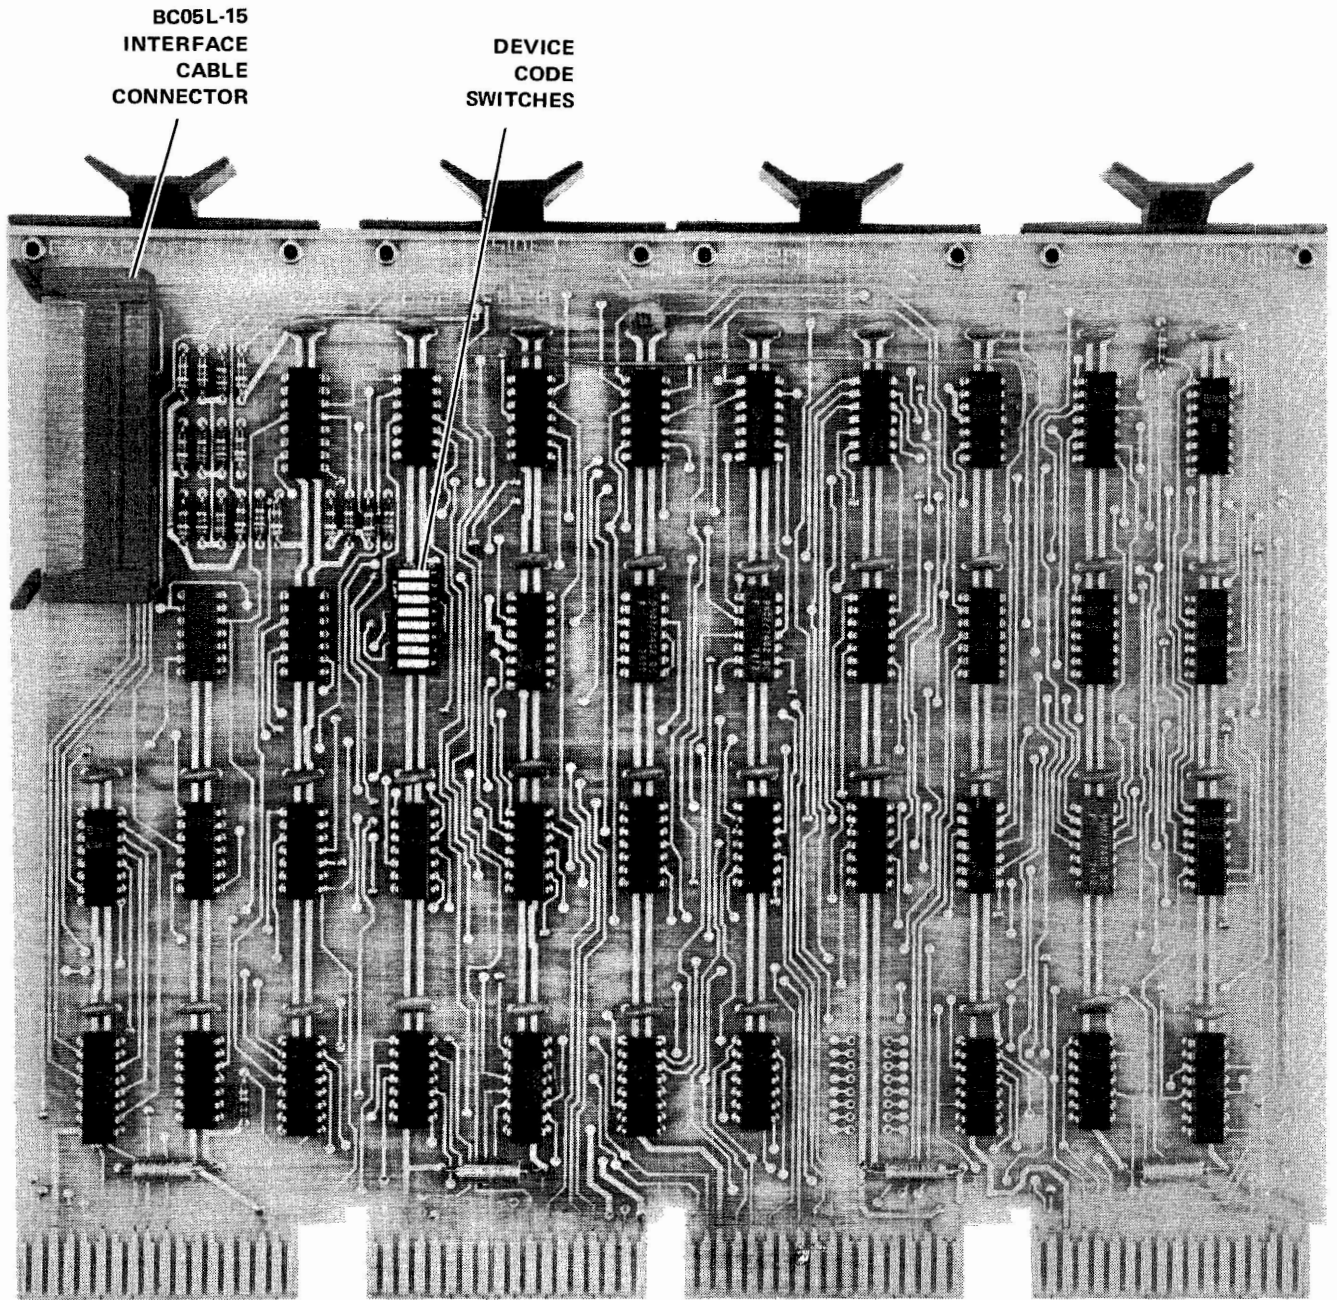 BC05L-15
INTERFACE
CABLE
CONNECTOR
DEVICE
CODE
SWITCHES